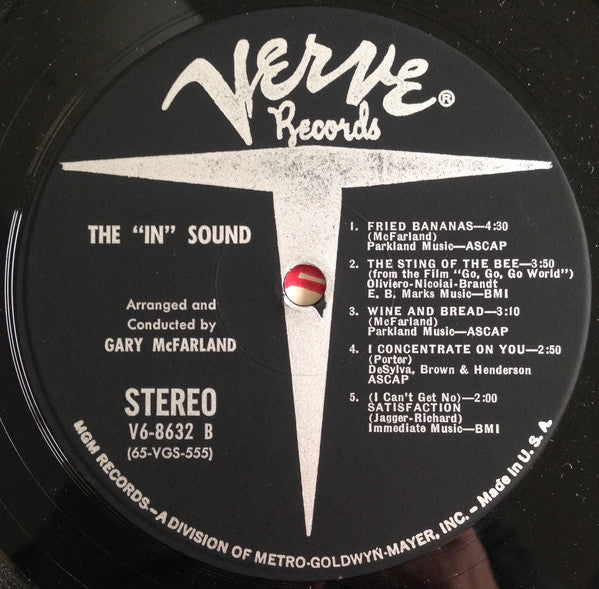 Verve®
Records
THE "IN" SOUND
Arranged and
Conducted by
GARY McFARLAND
STEREO
V6-8632 B
(65-VGS-555)
1. FRIED BANANAS—4:30
(McFarland)
Parkland Music—ASCAP
2. THE STING OF THE BEE—3:50
(from the Film "Go, Go, Go World")
Oliviero-Nicolai-Brandt
E. B. Marks Music—BMI
3. WINE AND BREAD—3:10
(McFarland)
Parkland Music—ASCAP
4. I CONCENTRATE ON YOU—2:50
(Porter)
DeSylva, Brown & Henderson
ASCAP
5. (I Can't Get No)—2:00
SATISFACTION
(Jagger-Richard)
Immediate Music—BMI
MGM RECORDS—A DIVISION OF METRO-GOLDWYN-MAYER, INC. – Made in U. S. A.